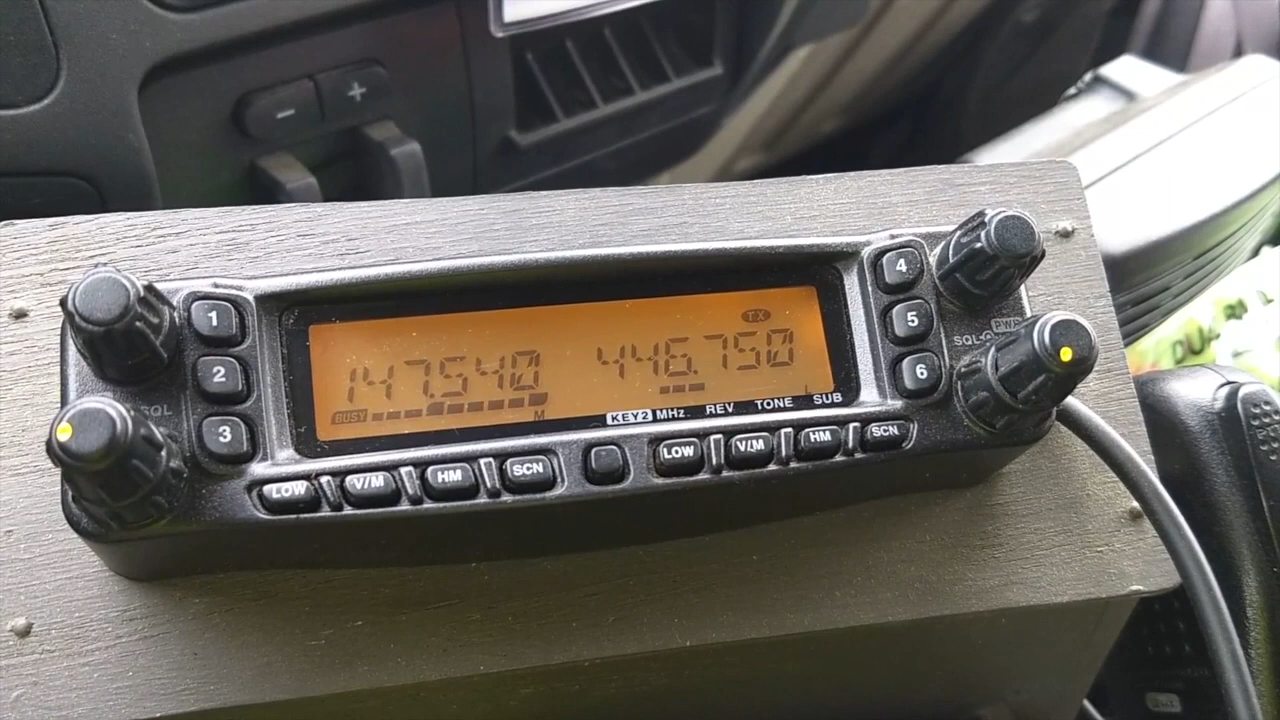 − +
1
2
3
SQL
TX
147.540 446.750
BUSY M L
KEY2 MHz REV TONE SUB
LOW V/M HM SCN
LOW V/M HM SCN
4
5
6
SQL PWR